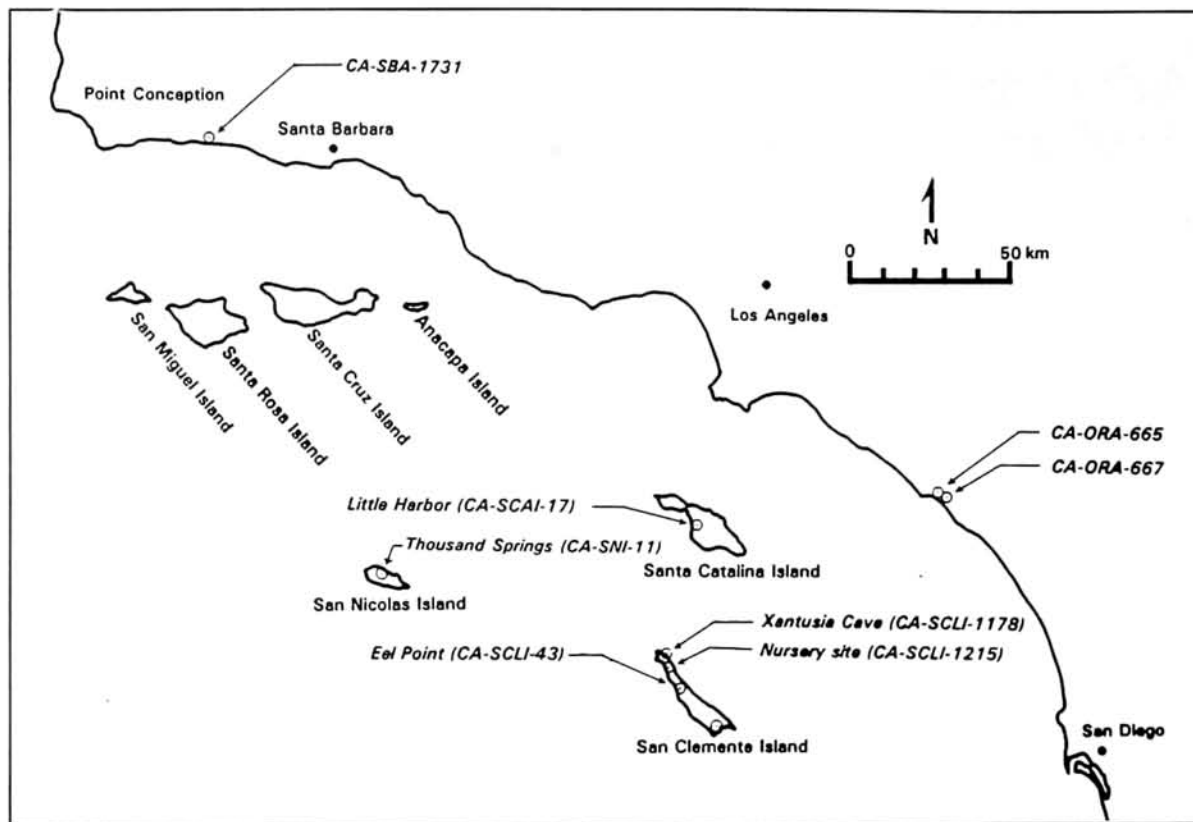 CA-SBA-1731
Point Conception
Santa Barbara
N
0
50 km
Los Angeles
San Miguel Island
Santa Rosa Island
Santa Cruz Island
Anacapa Island
CA-ORA-665
CA-ORA-667
Little Harbor (CA-SCAI-17)
Thousand Springs (CA-SNI-11)
Santa Catalina Island
San Nicolas Island
Xantusia Cave (CA-SCLI-1178)
Eel Point (CA-SCLI-43)
Nursery site (CA-SCLI-1215)
San Diego
San Clemente Island